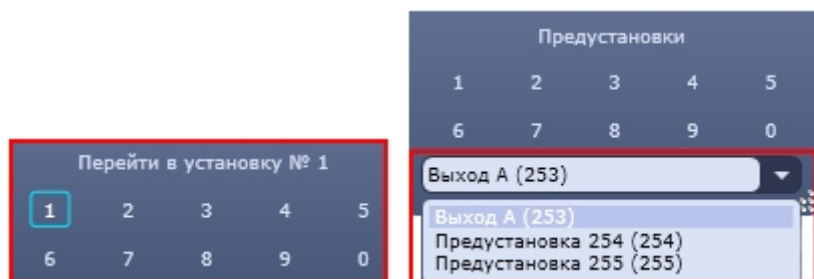 Предустановки
1 2 3 4 5
6 7 8 9 0
Перейти в установку № 1
1 2 3 4 5
6 7 8 9 0
Выход A (253)
Выход A (253)
Предустановка 254 (254)
Предустановка 255 (255)